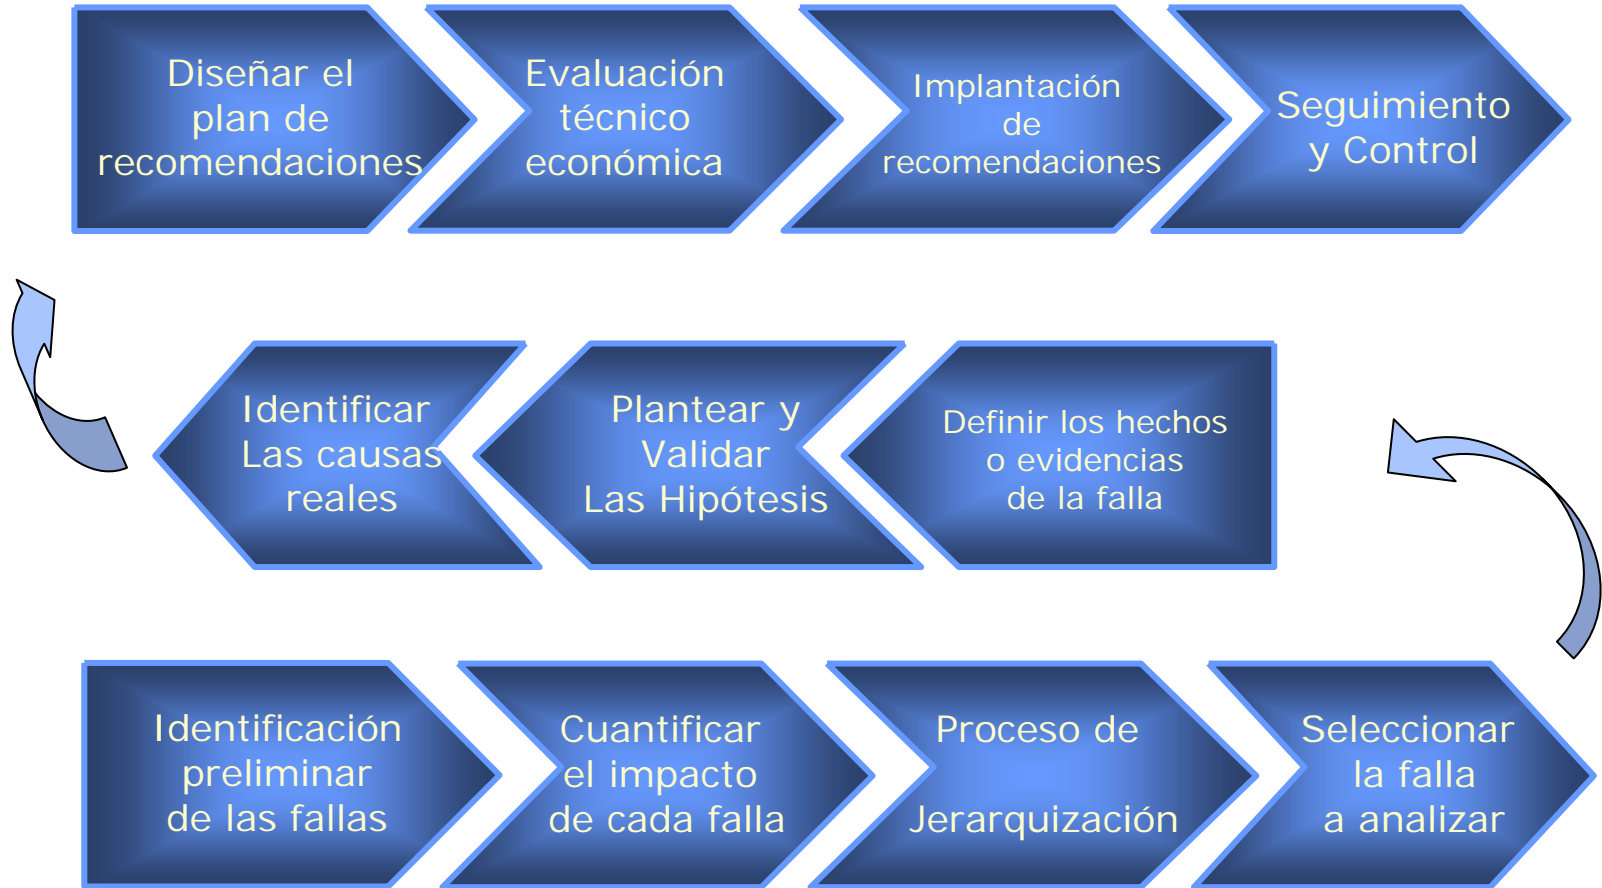 Diseñar el
plan de
recomendaciones
Evaluación
técnico
económica
Implantación
de
recomendaciones
Seguimiento
y Control
Identificar
Las causas
reales
Plantear y
Validar
Las Hipótesis
Definir los hechos
o evidencias
de la falla
Identificación
preliminar
de las fallas
Cuantificar
el impacto
de cada falla
Proceso de
Jerarquización
Seleccionar
la falla
a analizar